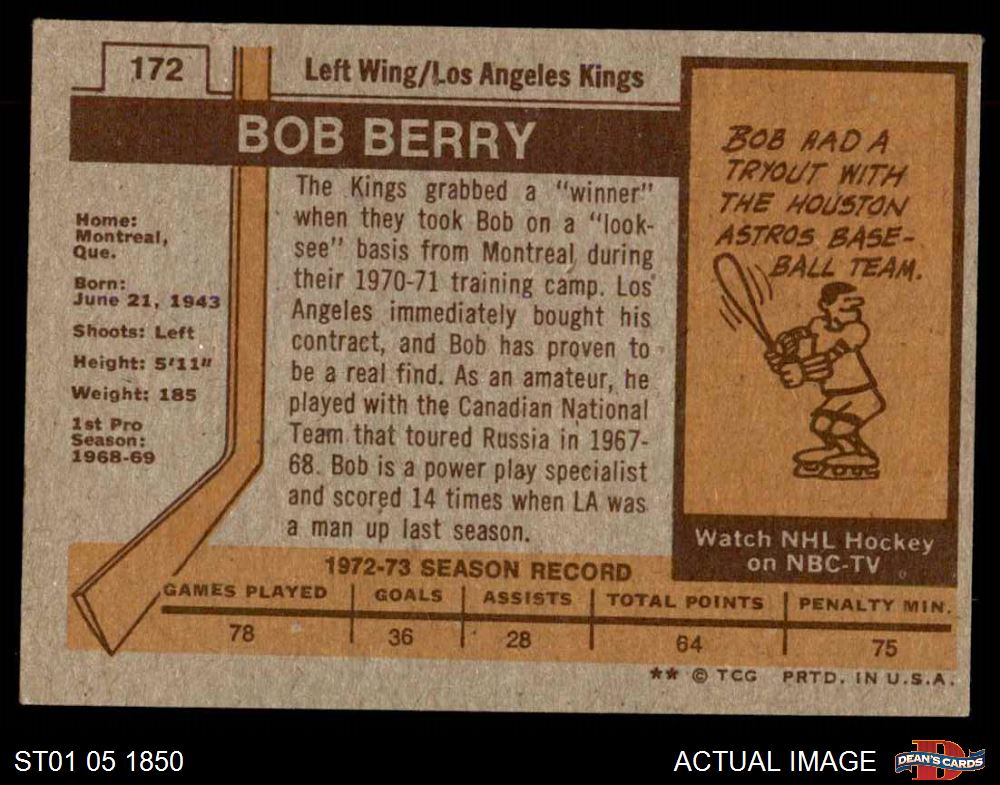 172
Left Wing/Los Angeles Kings
BOB BERRY
Home:
Montreal,
Que.
Born:
June 21, 1943
Shoots: Left
Height: 5'11"
Weight: 185
1st Pro
Season:
1968-69
The Kings grabbed a "winner"
when they took Bob on a "look-
see" basis from Montreal during
their 1970-71 training camp. Los
Angeles immediately bought his
contract, and Bob has proven to
be a real find. As an amateur, he
played with the Canadian National
Team that toured Russia in 1967-
68. Bob is a power play specialist
and scored 14 times when LA was
a man up last season.
BOB HAD A
TRYOUT WITH
THE HOUSTON
ASTROS BASE-
BALL TEAM.
Watch NHL Hockey
on NBC-TV
1972-73 SEASON RECORD
GAMES PLAYED GOALS ASSISTS TOTAL POINTS PENALTY MIN.
78 36 28 64 75
** © TCG PRTD. IN U.S.A.
ST01 05 1850
ACTUAL IMAGE
D
DEAN'S CARDS